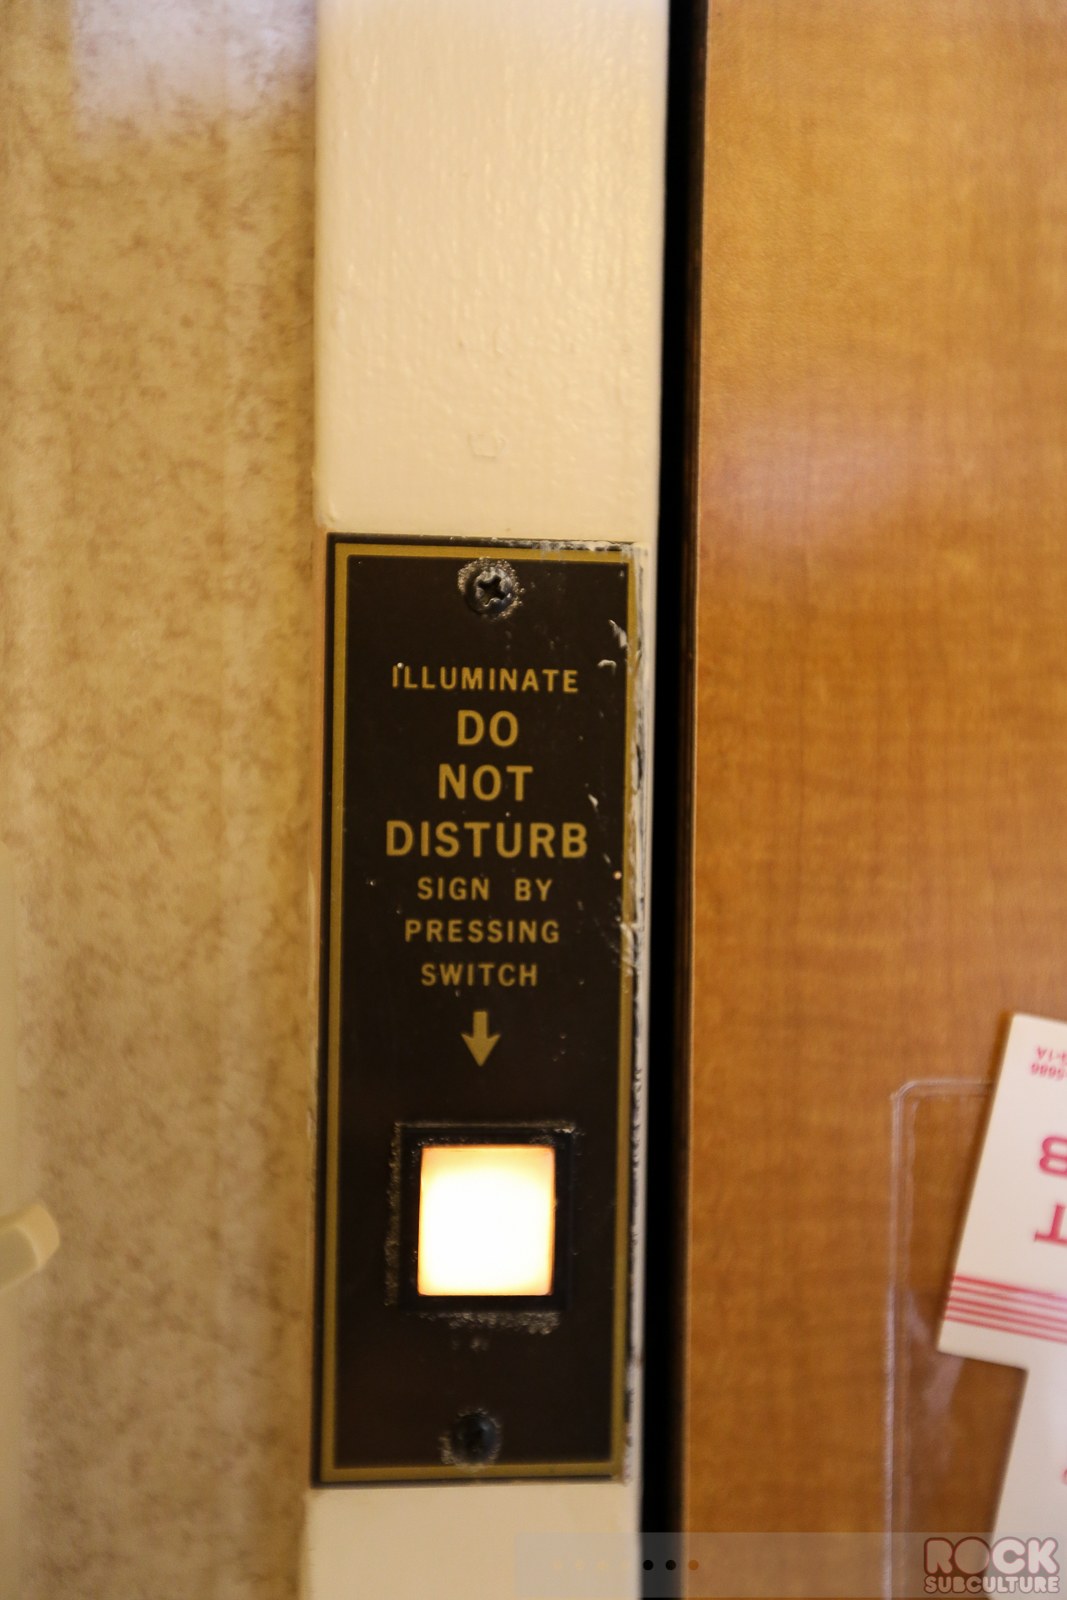 ILLUMINATE
DO
NOT
DISTURB
SIGN BY
PRESSING
SWITCH
ROCK
SUBCULTURE